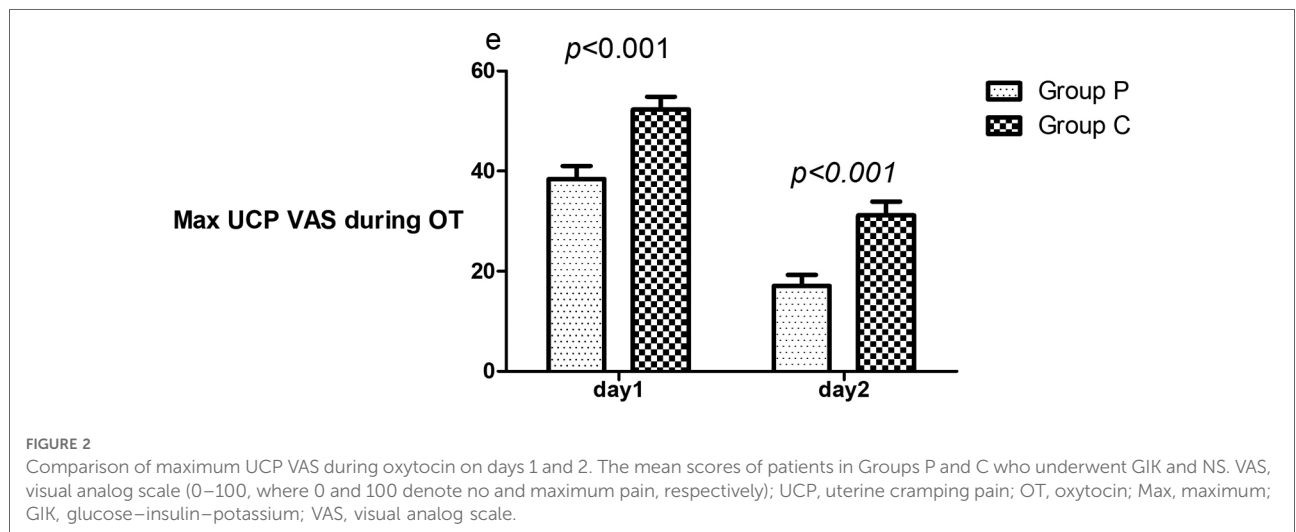 e
p<0.001
60
Group P
Group C
40
p<0.001
Max UCP VAS during OT
20
0
day1 day2
FIGURE 2
Comparison of maximum UCP VAS during oxytocin on days 1 and 2. The mean scores of patients in Groups P and C who underwent GIK and NS. VAS,
visual analog scale (0–100, where 0 and 100 denote no and maximum pain, respectively); UCP, uterine cramping pain; OT, oxytocin; Max, maximum;
GIK, glucose–insulin–potassium; VAS, visual analog scale.